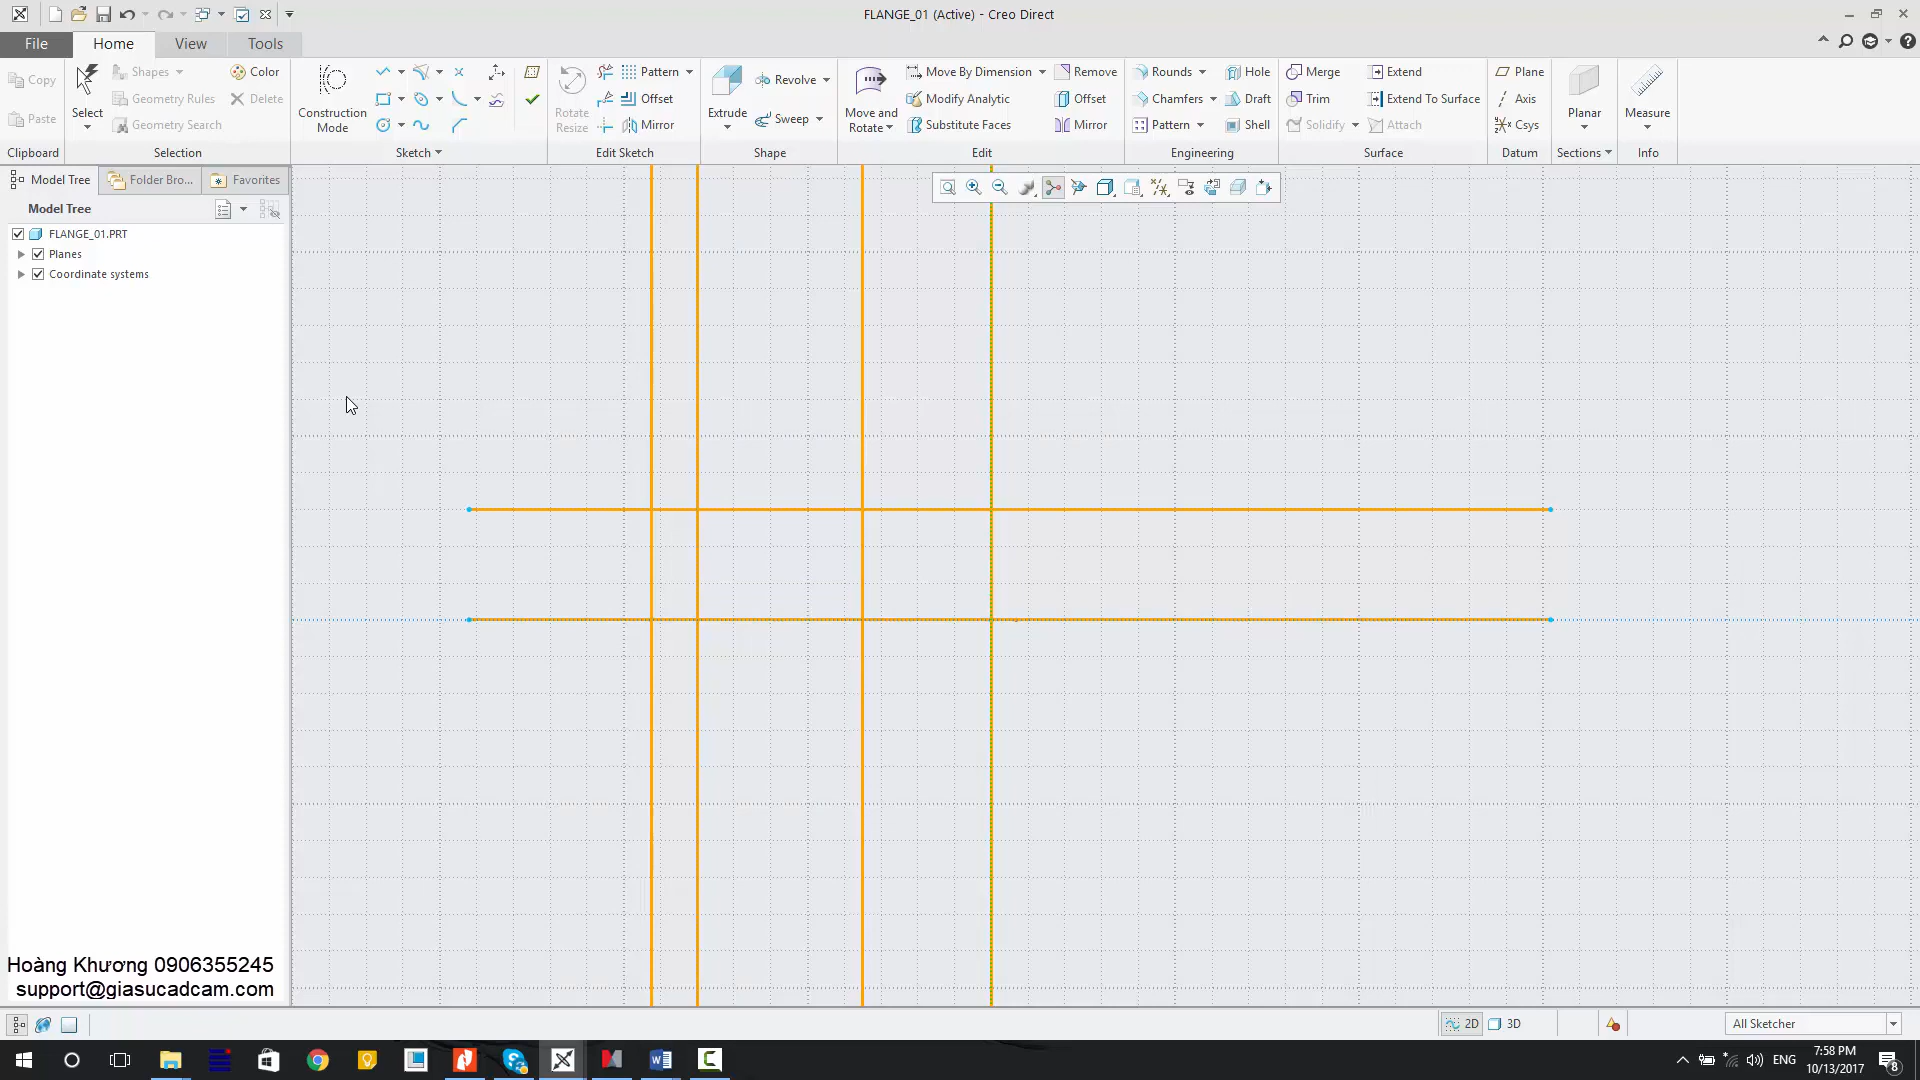 FLANGE_01 (Active) - Creo Direct
File Home View Tools
Copy
Paste
Clipboard
Select
Shapes
Geometry Rules
Geometry Search
Color
Delete
Selection
Construction Mode
Sketch
Rotate Resize
Pattern
Offset
Mirror
Edit Sketch
Extrude
Revolve
Sweep
Shape
Move and Rotate
Move By Dimension
Modify Analytic
Substitute Faces
Remove
Offset
Mirror
Edit
Rounds
Chamfers
Pattern
Hole
Draft
Shell
Engineering
Merge
Trim
Solidify
Extend
Extend To Surface
Attach
Surface
Plane
Axis
Csys
Datum
Planar
Sections
Measure
Info
Model Tree Folder Bro... Favorites
Model Tree
FLANGE_01.PRT
Planes
Coordinate systems
Hoàng Khương 0906355245
support@giasucadcam.com
2D 3D
All Sketcher
ENG
7:58 PM
10/13/2017
8